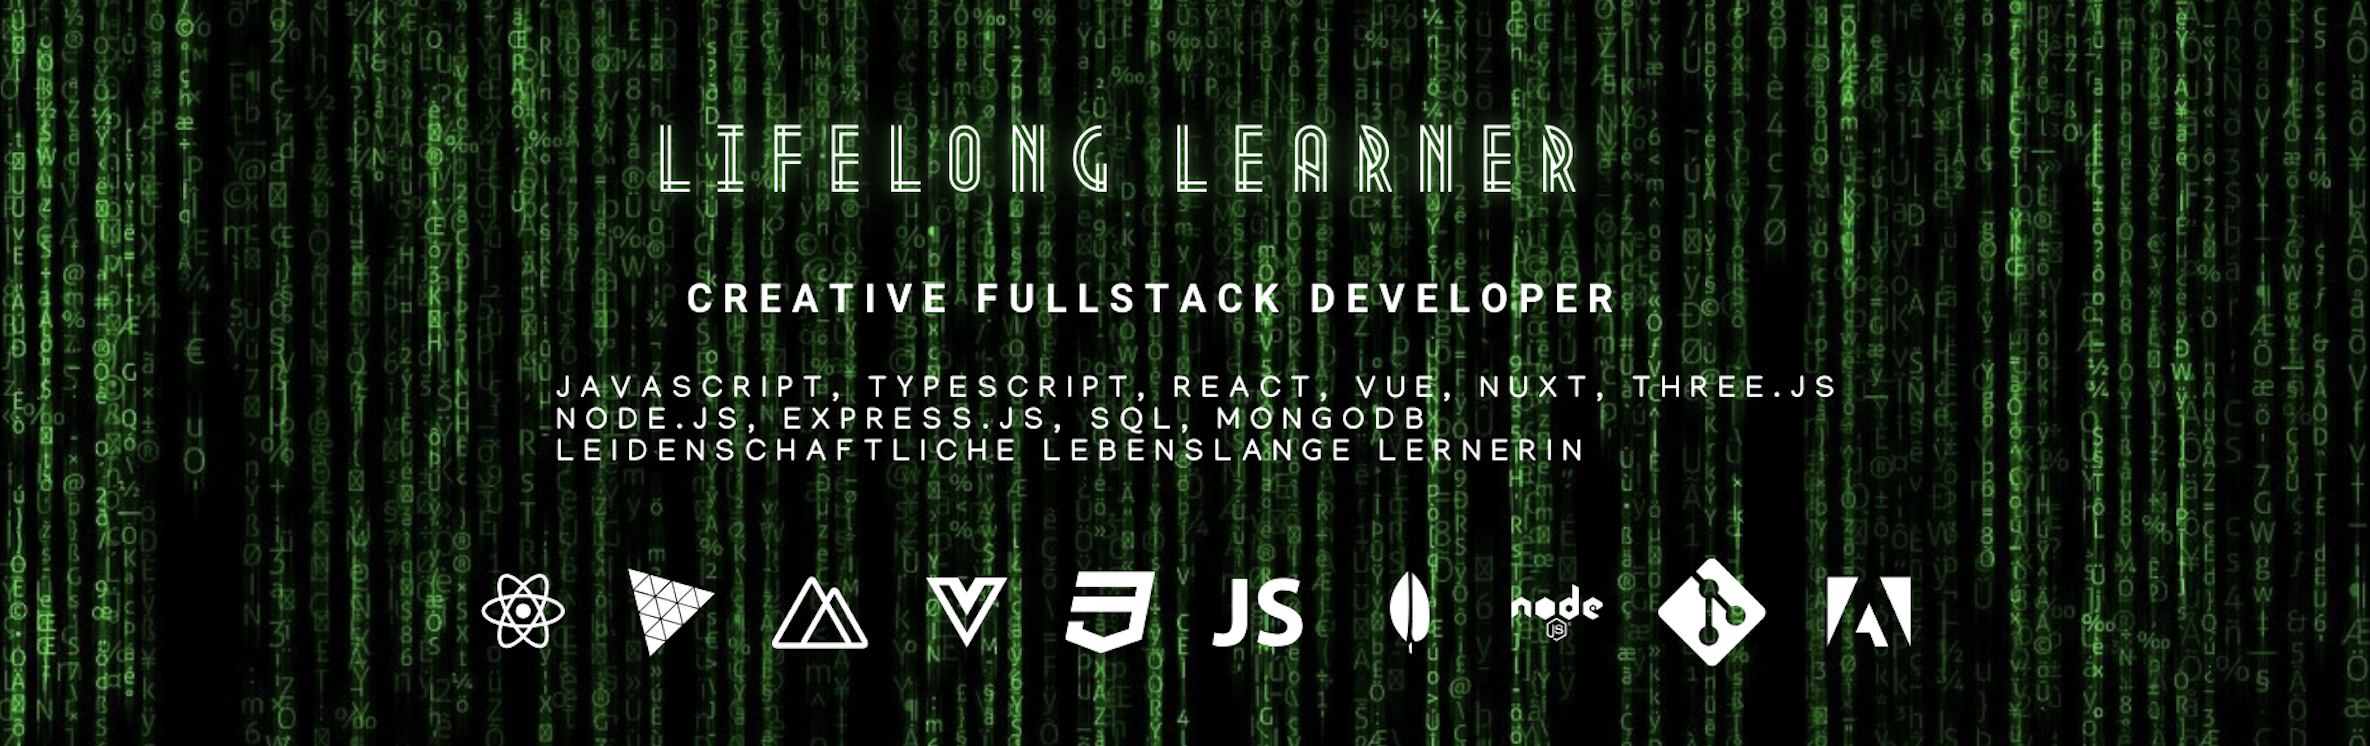 LIFELONG LEARNER
CREATIVE FULLSTACK DEVELOPER
JAVASCRIPT, TYPESCRIPT, REACT, VUE, NUXT, THREE.JS
NODE.JS, EXPRESS.JS, SQL, MONGODB
LEIDENSCHAFTLICHE LEBENSLANGE LERNERIN
JS node JS